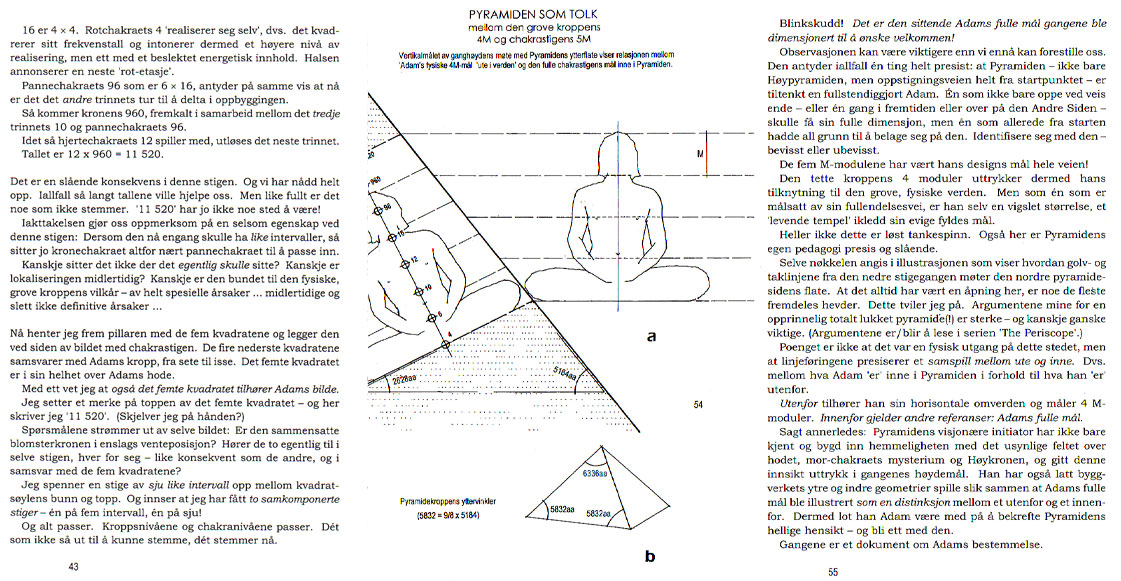 16 er 4 × 4. Rotchakraets 4 'realiserer seg selv', dvs. det kvad-
rerer sitt frekvenstall og intonerer dermed et høyere nivå av
realisering, men ett med et beslektet energetisk innhold. Halsen
annonserer en neste 'rot-etasje'.
Pannechakraets 96 som er 6 × 16, antyder på samme vis at nå
er det det andre trinnets tur til å delta i oppbyggingen.
Så kommer kronens 960, fremkalt i samarbeid mellom det tredje
trinnets 10 og pannechakraets 96.
Idet så hjertechakraets 12 spiller med, utløses det neste trinnet.
Tallet er 12 x 960 = 11 520.
Det er en slående konsekvens i denne stigen. Og vi har nådd helt
opp. Iallfall så langt tallene ville hjelpe oss. Men like fullt er det
noe som ikke stemmer. '11 520' har jo ikke noe sted å være!
Iakttakelsen gjør oss oppmerksom på en selsom egenskap ved
denne stigen: Dersom den nå engang skulle ha like intervaller, så
sitter jo kronechakraet altfor nært pannechakraet til å passe inn.
Kanskje sitter det ikke der det egentlig skulle sitte? Kanskje er
lokaliseringen midlertidig? Kanskje er den bundet til den fysiske,
grove kroppens vilkår – av helt spesielle årsaker ... midlertidige og
slett ikke definitive årsaker ...
Nå henter jeg frem pillaren med de fem kvadratene og legger den
ved siden av bildet med chakrastigen. De fire nederste kvadratene
samsvarer med Adams kropp, fra sete til isse. Det femte kvadratet
er i sin helhet over Adams hode.
Med ett vet jeg at også det femte kvadratet tilhører Adams bilde.
Jeg setter et merke på toppen av det femte kvadratet – og her
skriver jeg '11 520'. (Skjelver jeg på hånden?)
Spørsmålene strømmer ut av selve bildet: Er den sammensatte
blomsterkronen i enslags venteposisjon? Hører de to egentlig til i
selve stigen, hver for seg – like konsekvent som de andre, og i
samsvar med de fem kvadratene?
Jeg spenner en stige av sju like intervall opp mellom kvadrat-
søylens bunn og topp. Og innser at jeg har fått to samkomponerte
stiger – én på fem intervall, én på sju!
Og alt passer. Kroppsnivåene og chakranivåene passer. Dét
som ikke så ut til å kunne stemme, dét stemmer nå.
43
PYRAMIDEN SOM TOLK
mellom den grove kroppens
4M og chakrastigens 5M
Vertikalmålet av ganghøydens møte med Pyramidens ytterflate viser relasjonen mellom
'Adam's fysiske 4M-mål 'ute i verden' og den fulle chakrastigens mål inne i Pyramiden.
M
960
96
16
12
10
6
4
2628aa
5184aa
a
54
Pyramidekroppens yttervinkler
(5832 = 9/8 x 5184)
6336aa
5832aa
5832aa
b
Blinkskudd! Det er den sittende Adams fulle mål gangene ble
dimensjonert til å ønske velkommen!
Observasjonen kan være viktigere enn vi ennå kan forestille oss.
Den antyder iallfall én ting helt presist: at Pyramiden – ikke bare
Høypyramiden, men oppstigningsveien helt fra startpunktet – er
tiltenkt en fullstendiggjort Adam. Én som ikke bare oppe ved veis
ende – eller én gang i fremtiden eller over på den Andre Siden –
skulle få sin fulle dimensjon, men én som allerede fra starten
hadde all grunn til å belage seg på den. Identifisere seg med den –
bevisst eller ubevisst.
De fem M-modulene har vært hans designs mål hele veien!
Den tette kroppens 4 moduler uttrykker dermed hans
tilknytning til den grove, fysiske verden. Men som én som er
målsatt av sin fullendelsesvei, er han selv en vigslet størrelse, et
'levende tempel' ikledd sin evige fyldes mål.
Heller ikke dette er løst tankespinn. Også her er Pyramidens
egen pedagogi presis og slående.
Selve nøkkelen angis i illustrasjonen som viser hvordan golv- og
taklinjene fra den nedre stigegangen møter den nordre pyramide-
sidens flate. At det alltid har vært en åpning her, er noe de fleste
fremdeles hevder. Dette tviler jeg på. Argumentene mine for en
opprinnelig totalt lukket pyramide(!) er sterke – og kanskje ganske
viktige. (Argumentene er/blir å lese i serien 'The Periscope'.)
Poenget er ikke at det var en fysisk utgang på dette stedet, men
at linjeføringene presiserer et samspill mellom ute og inne. Dvs.
mellom hva Adam 'er' inne i Pyramiden i forhold til hva han 'er'
utenfor.
Utenfor tilhører han sin horisontale omverden og måler 4 M-
moduler. Innenfor gjelder andre referanser: Adams fulle mål.
Sagt annerledes: Pyramidens visjonære initiator har ikke bare
kjent og bygd inn hemmeligheten med det usynlige feltet over
hodet, mor-chakraets mysterium og Høykronen, og gitt denne
innsikt uttrykk i gangenes høydemål. Han har også latt bygg-
verkets ytre og indre geometrier spille slik sammen at Adams fulle
mål ble illustrert som en distinksjon mellom et utenfor og et innen-
for. Dermed lot han Adam være med på å bekrefte Pyramidens
hellige hensikt – og bli ett med den.
Gangene er et dokument om Adams bestemmelse.
55